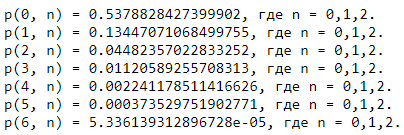 p(0, n) = 0.5378828427399902, где n = 0,1,2.
p(1, n) = 0.13447071068499755, где n = 0,1,2.
p(2, n) = 0.04482357022833252, где n = 0,1,2.
p(3, n) = 0.01120589255708313, где n = 0,1,2.
p(4, n) = 0.002241178511416626, где n = 0,1,2.
p(5, n) = 0.000373529751902771, где n = 0,1,2.
p(6, n) = 5.336139312896728e-05, где n = 0,1,2.